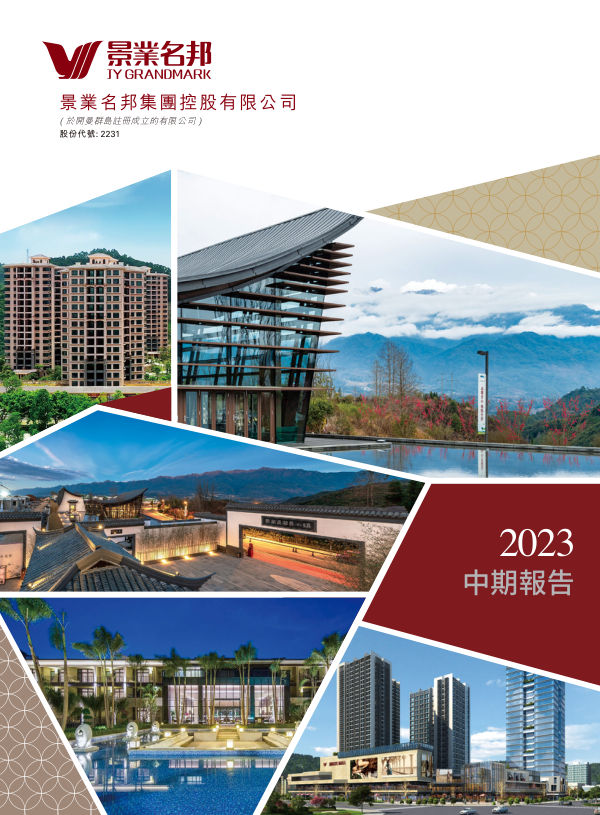 景業名邦
JY GRANDMARK
景業名邦集團控股有限公司
(於開曼群島註冊成立的有限公司)
股份代號: 2231
2023
中期報告